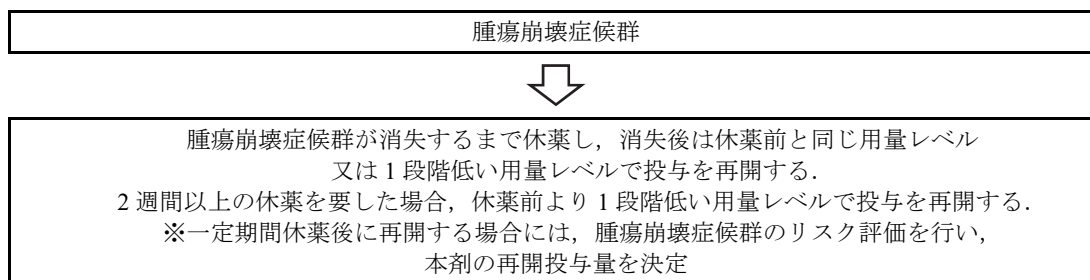 腫瘍崩壊症候群
腫瘍崩壊症候群が消失するまで休薬し，消失後は休薬前と同じ用量レベル
又は 1 段階低い用量レベルで投与を再開する．
2 週間以上の休薬を要した場合，休薬前より 1 段階低い用量レベルで投与を再開する．
※一定期間休薬後に再開する場合には，腫瘍崩壊症候群のリスク評価を行い，
本剤の再開投与量を決定